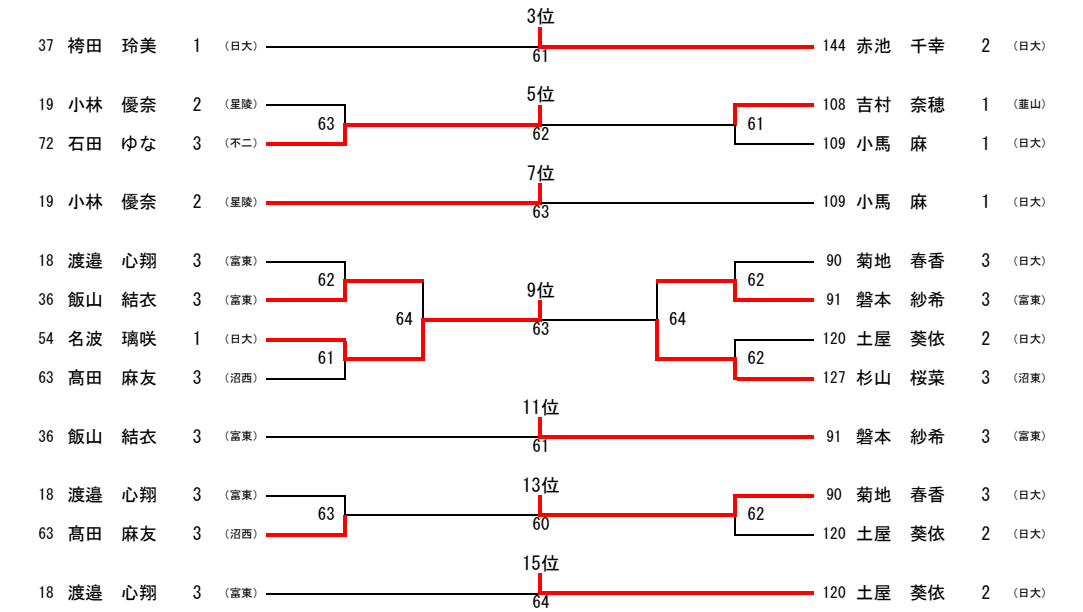 3位
37 袴田 玲美 1 （日大） 144 赤池 千幸 2 （日大）
61
5位
19 小林 優奈 2 （星陵） 108 吉村 奈穂 1 （韮山）
63 62 61
72 石田 ゆな 3 （不二） 109 小馬 麻 1 （日大）
7位
19 小林 優奈 2 （星陵） 109 小馬 麻 1 （日大）
63
18 渡邉 心翔 3 （富東） 90 菊地 春香 3 （日大）
62 62
9位
36 飯山 結衣 3 （富東） 91 磐本 紗希 3 （富東）
64 63 64
54 名波 璃咲 1 （日大） 120 土屋 葵依 2 （日大）
61 62
63 髙田 麻友 3 （沼西） 127 杉山 桜菜 3 （沼東）
11位
36 飯山 結衣 3 （富東） 91 磐本 紗希 3 （富東）
61
13位
18 渡邉 心翔 3 （富東） 90 菊地 春香 3 （日大）
63 60 62
63 髙田 麻友 3 （沼西） 120 土屋 葵依 2 （日大）
15位
18 渡邉 心翔 3 （富東） 120 土屋 葵依 2 （日大）
64